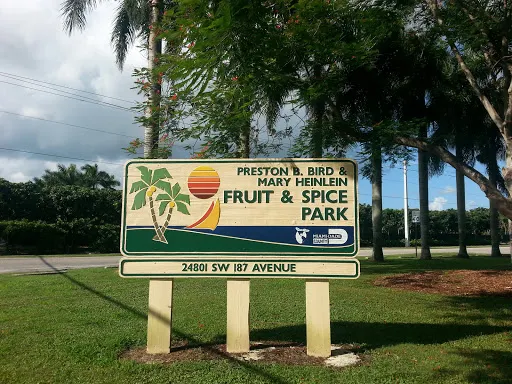 PRESTON B. BIRD &
MARY HEINLEIN
FRUIT & SPICE
PARK
MIAMI-DADE
COUNTY
24801 SW 187 AVENUE